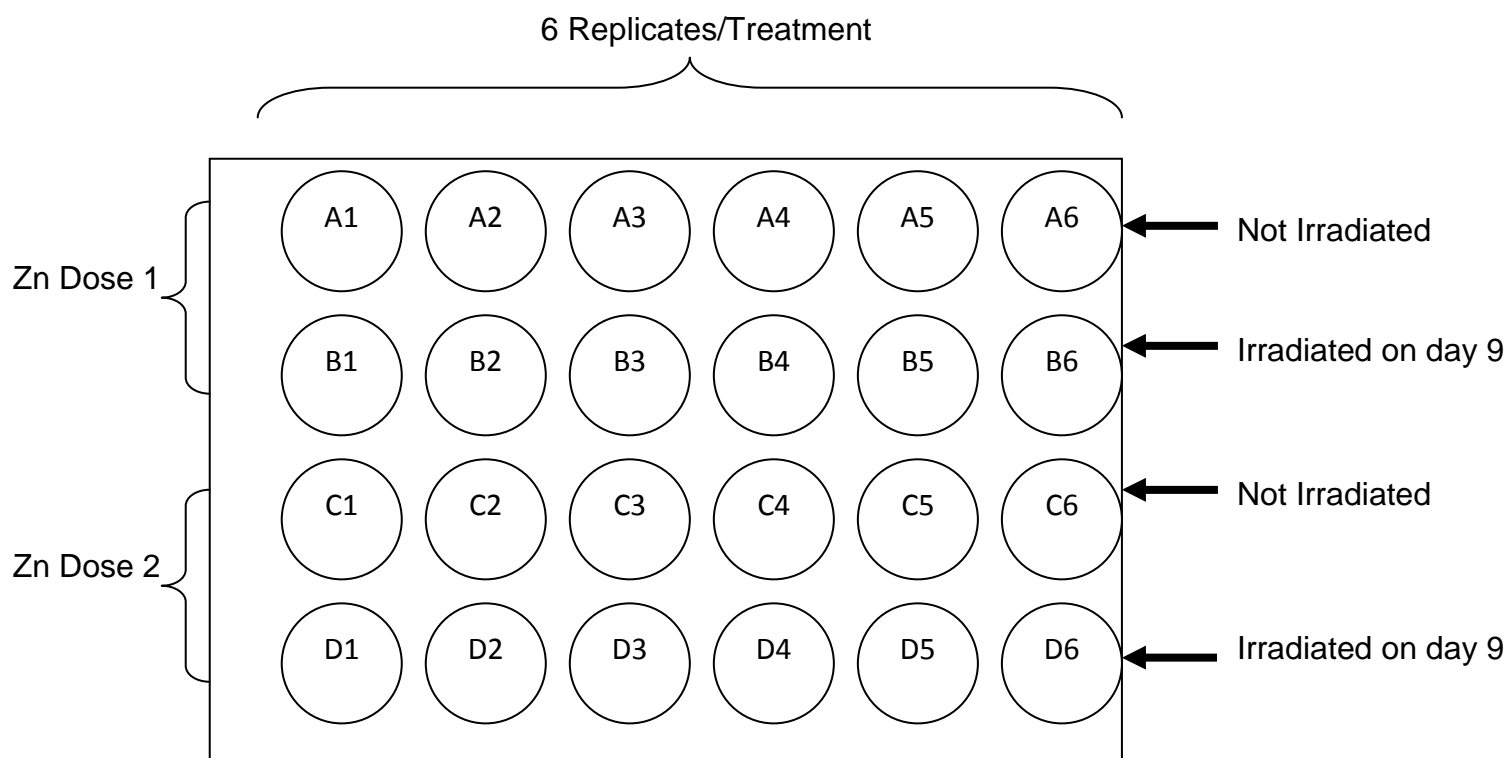 6 Replicates/Treatment
A1 A2 A3 A4 A5 A6 Not Irradiated
Zn Dose 1
B1 B2 B3 B4 B5 B6 Irradiated on day 9
C1 C2 C3 C4 C5 C6 Not Irradiated
Zn Dose 2
D1 D2 D3 D4 D5 D6 Irradiated on day 9